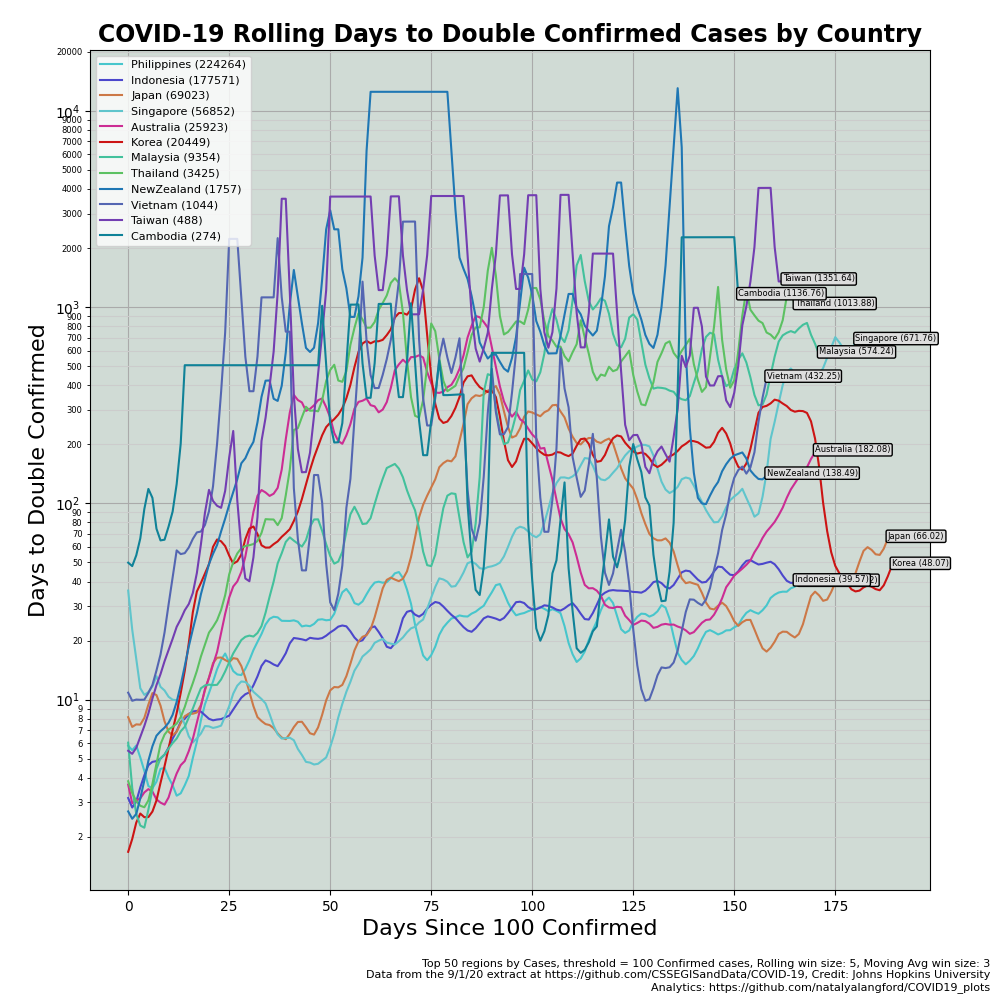 COVID-19 Rolling Days to Double Confirmed Cases by Country
Days to Double Confirmed
20000
10^4
9000
8000
7000
6000
5000
4000
3000
2000
10^3
900
800
700
600
500
400
300
200
10^2
90
80
70
60
50
40
30
20
10^1
9
8
7
6
5
4
3
2
Philippines (224264)
Indonesia (177571)
Japan (69023)
Singapore (56852)
Australia (25923)
Korea (20449)
Malaysia (9354)
Thailand (3425)
NewZealand (1757)
Vietnam (1044)
Taiwan (488)
Cambodia (274)
Taiwan (1351.64)
Cambodia (1136.76)
Thailand (1013.88)
Singapore (671.76)
Malaysia (574.24)
Vietnam (432.25)
Australia (182.08)
NewZealand (138.49)
Japan (66.02)
Korea (48.07)
Indonesia (39.57)
0 25 50 75 100 125 150 175
Days Since 100 Confirmed
Top 50 regions by Cases, threshold = 100 Confirmed cases, Rolling win size: 5, Moving Avg win size: 3
Data from the 9/1/20 extract at https://github.com/CSSEGISandData/COVID-19, Credit: Johns Hopkins University
Analytics: https://github.com/natalyalangford/COVID19_plots